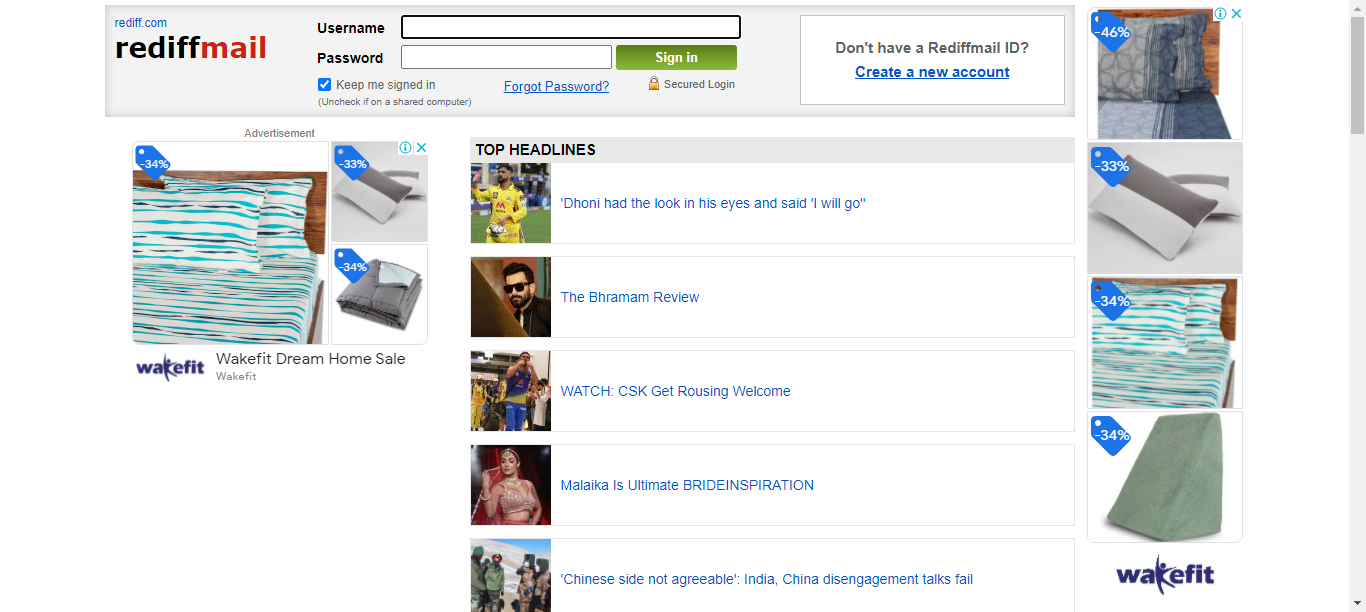 rediff.com
rediffmail
Username
Password
Sign in
Keep me signed in
(Uncheck if on a shared computer)
Forgot Password?
Secured Login
Don't have a Rediffmail ID?
Create a new account
Advertisement
-34%
-33%
-34%
wakefit
Wakefit Dream Home Sale
Wakefit
TOP HEADLINES
'Dhoni had the look in his eyes and said 'I will go''
The Bhramam Review
WATCH: CSK Get Rousing Welcome
Malaika Is Ultimate BRIDEINSPIRATION
'Chinese side not agreeable': India, China disengagement talks fail
-46%
-33%
-34%
-34%
wakefit